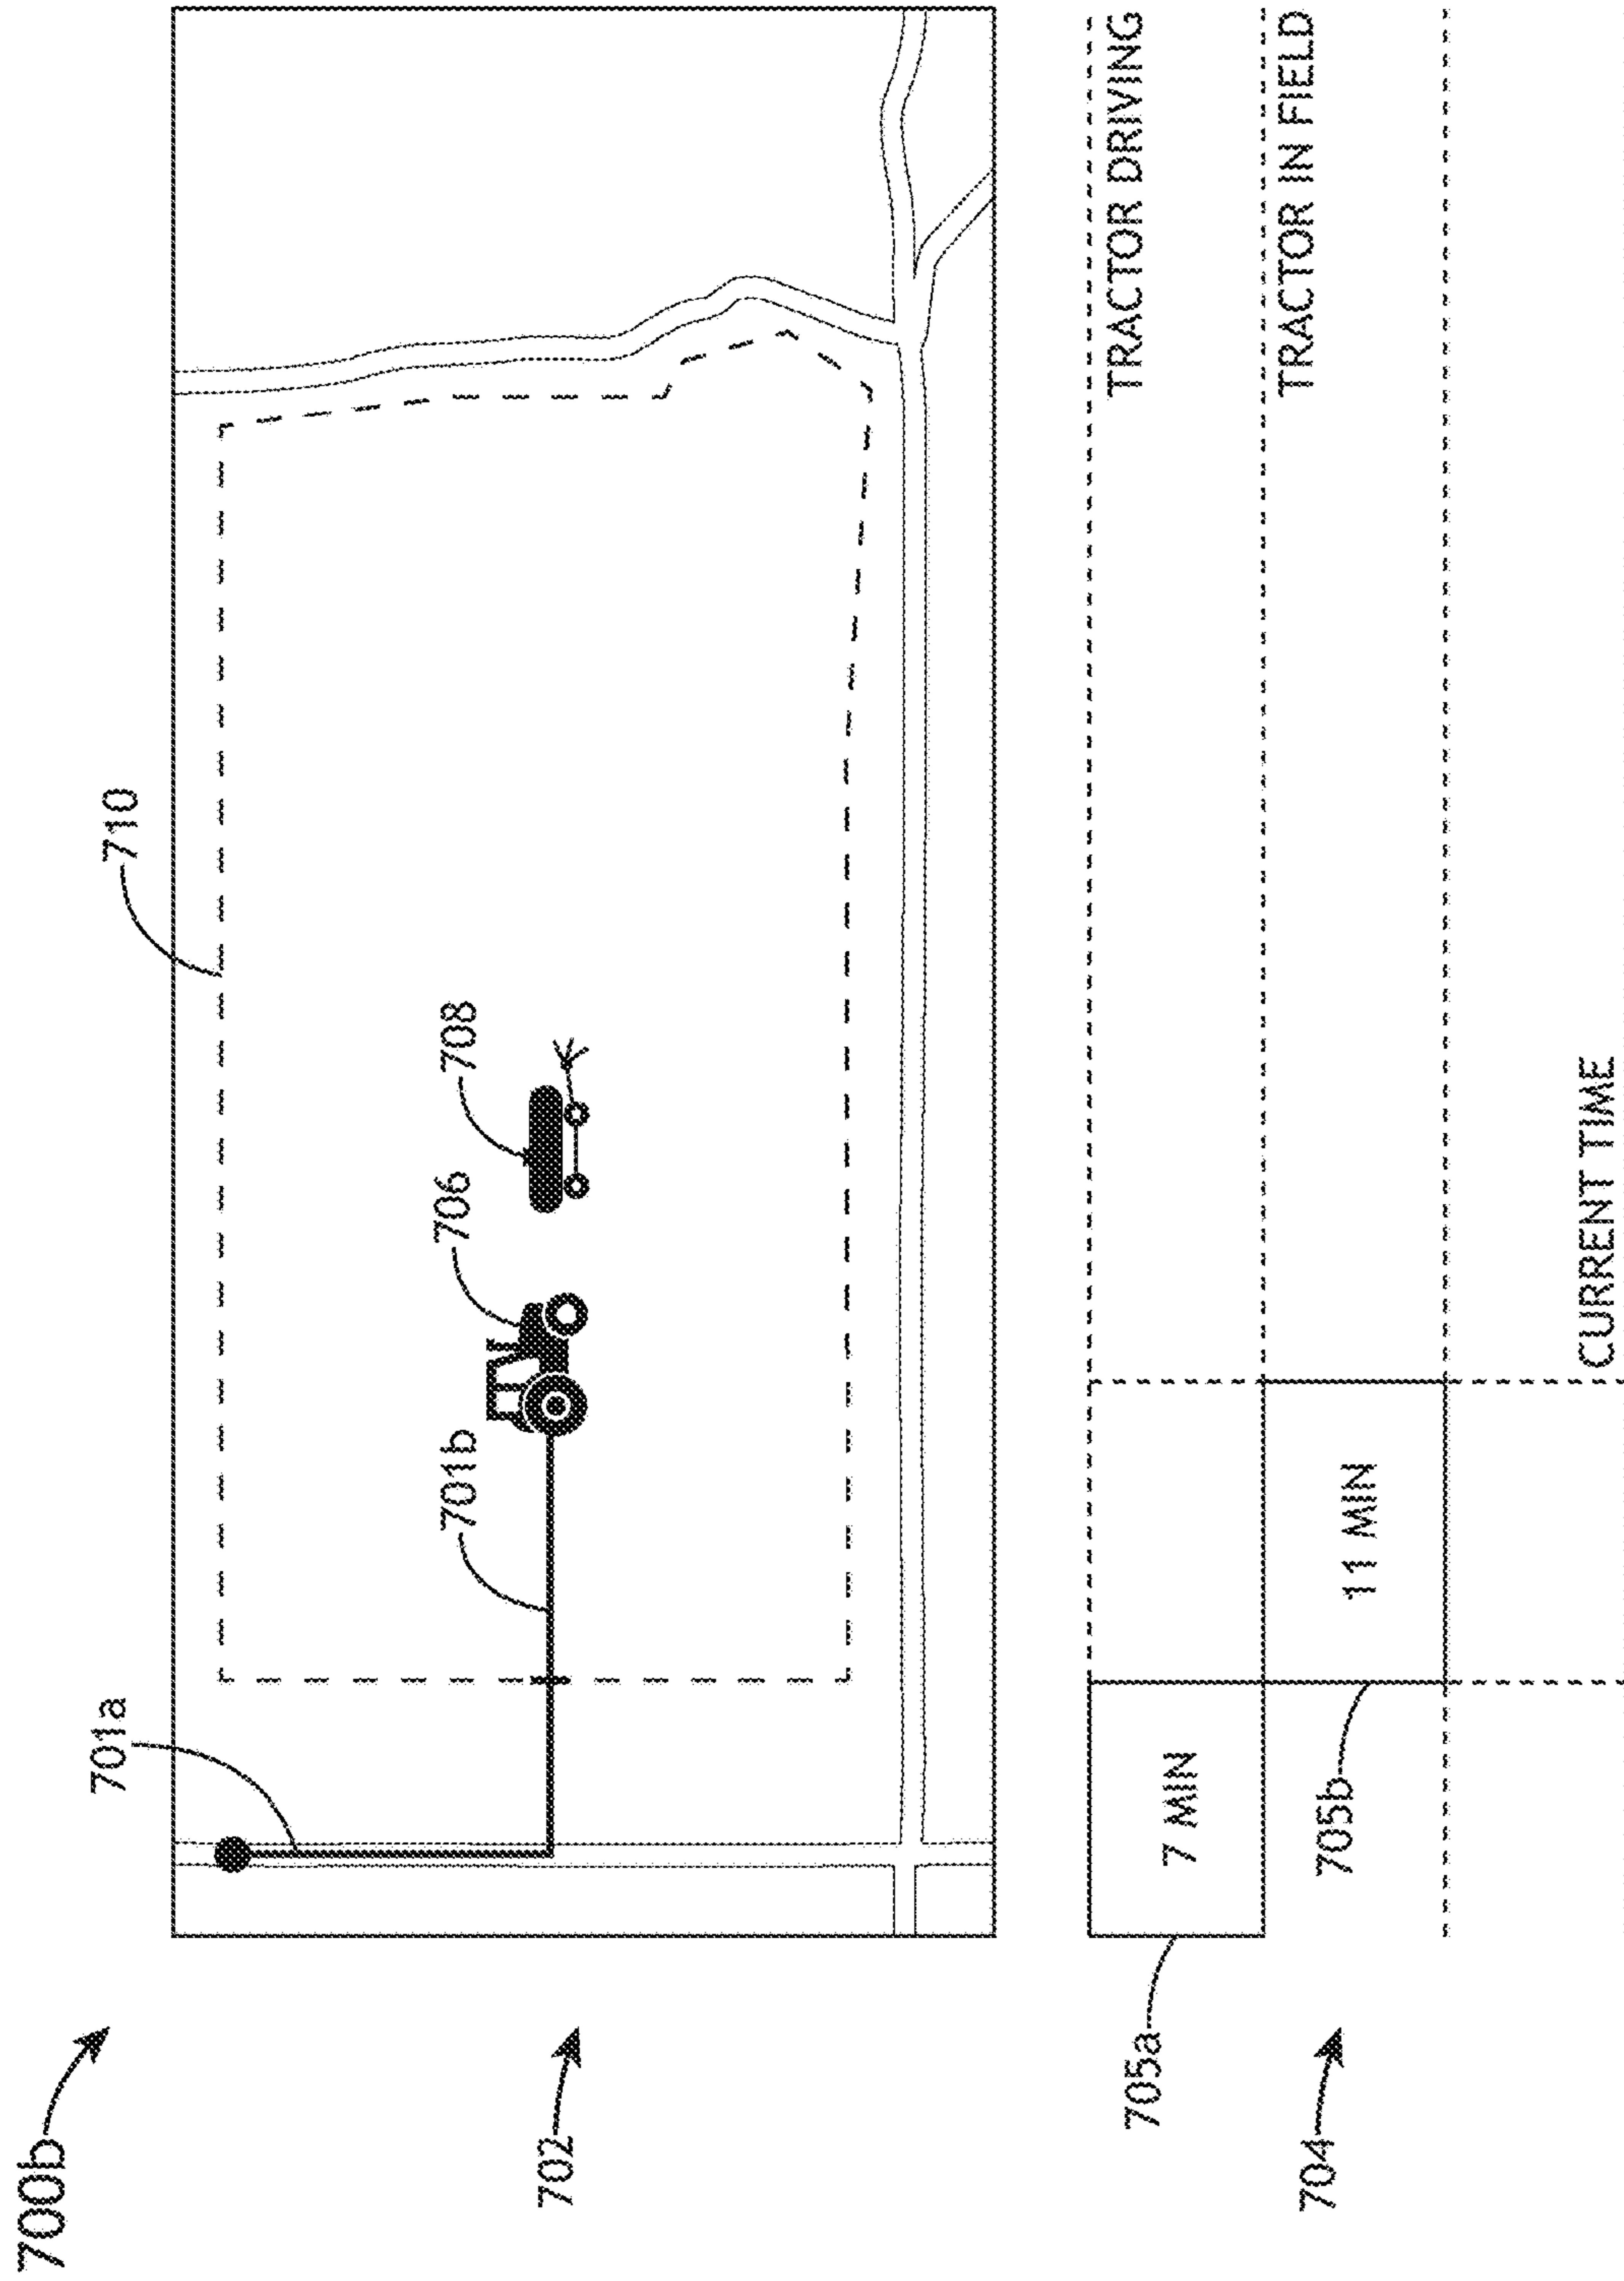 700b
701a
710
702
701b
706
708
705a
7 MIN
TRACTOR DRIVING
704
705b
11 MIN
TRACTOR IN FIELD
CURRENT TIME